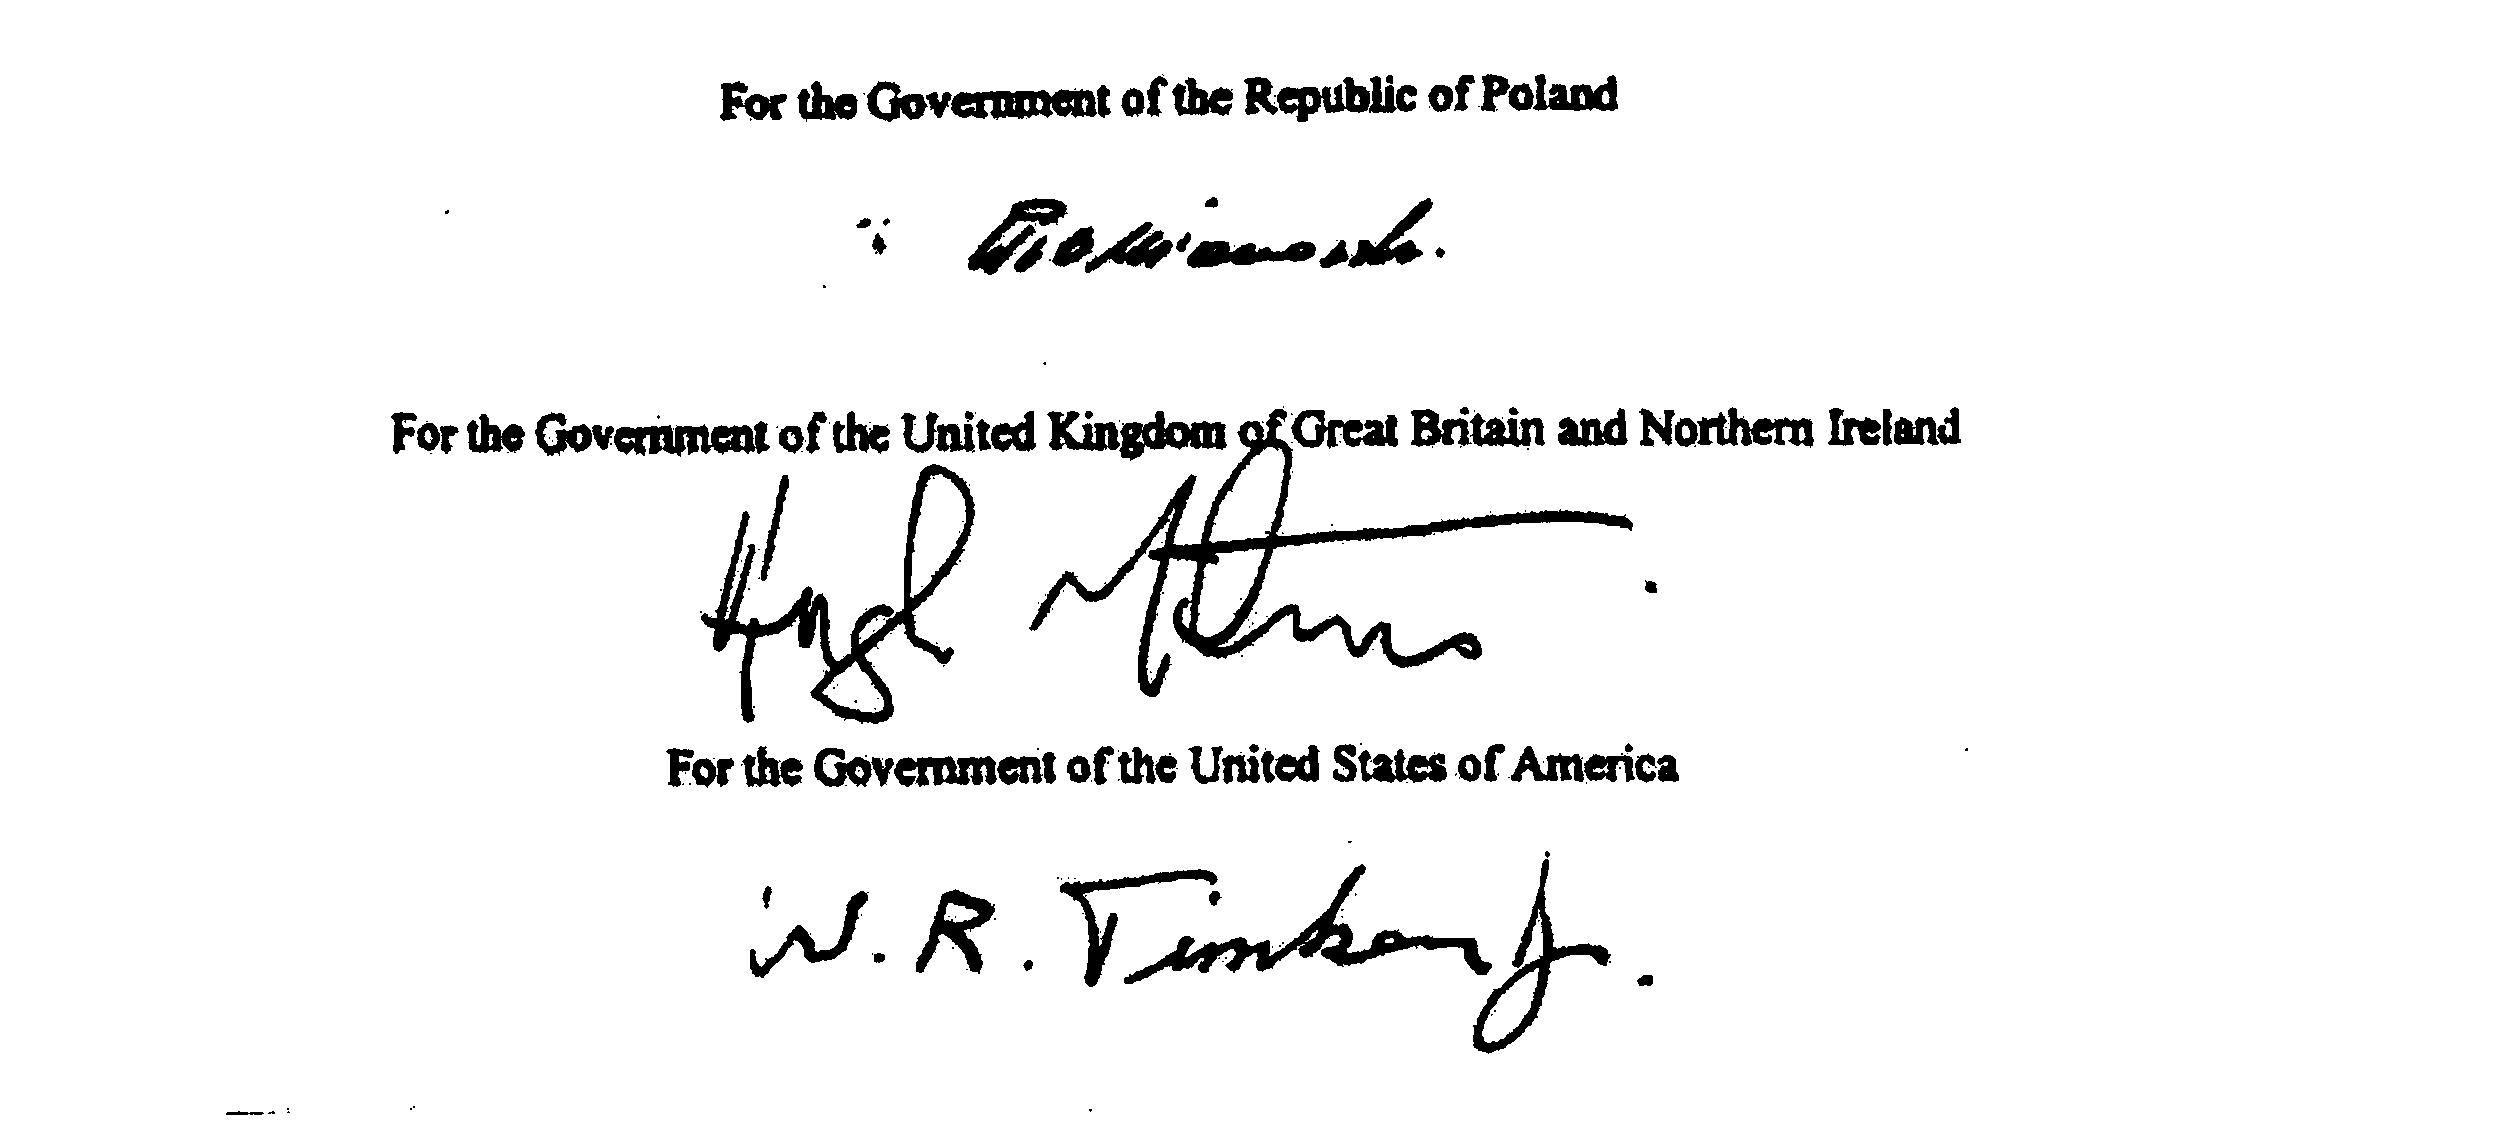 For the Government of the Republic of Poland
For the Government of the United Kingdom of Great Britain and Northern Ireland
Hugh
For the Government of the United States of America
W. R. Timken Jr.